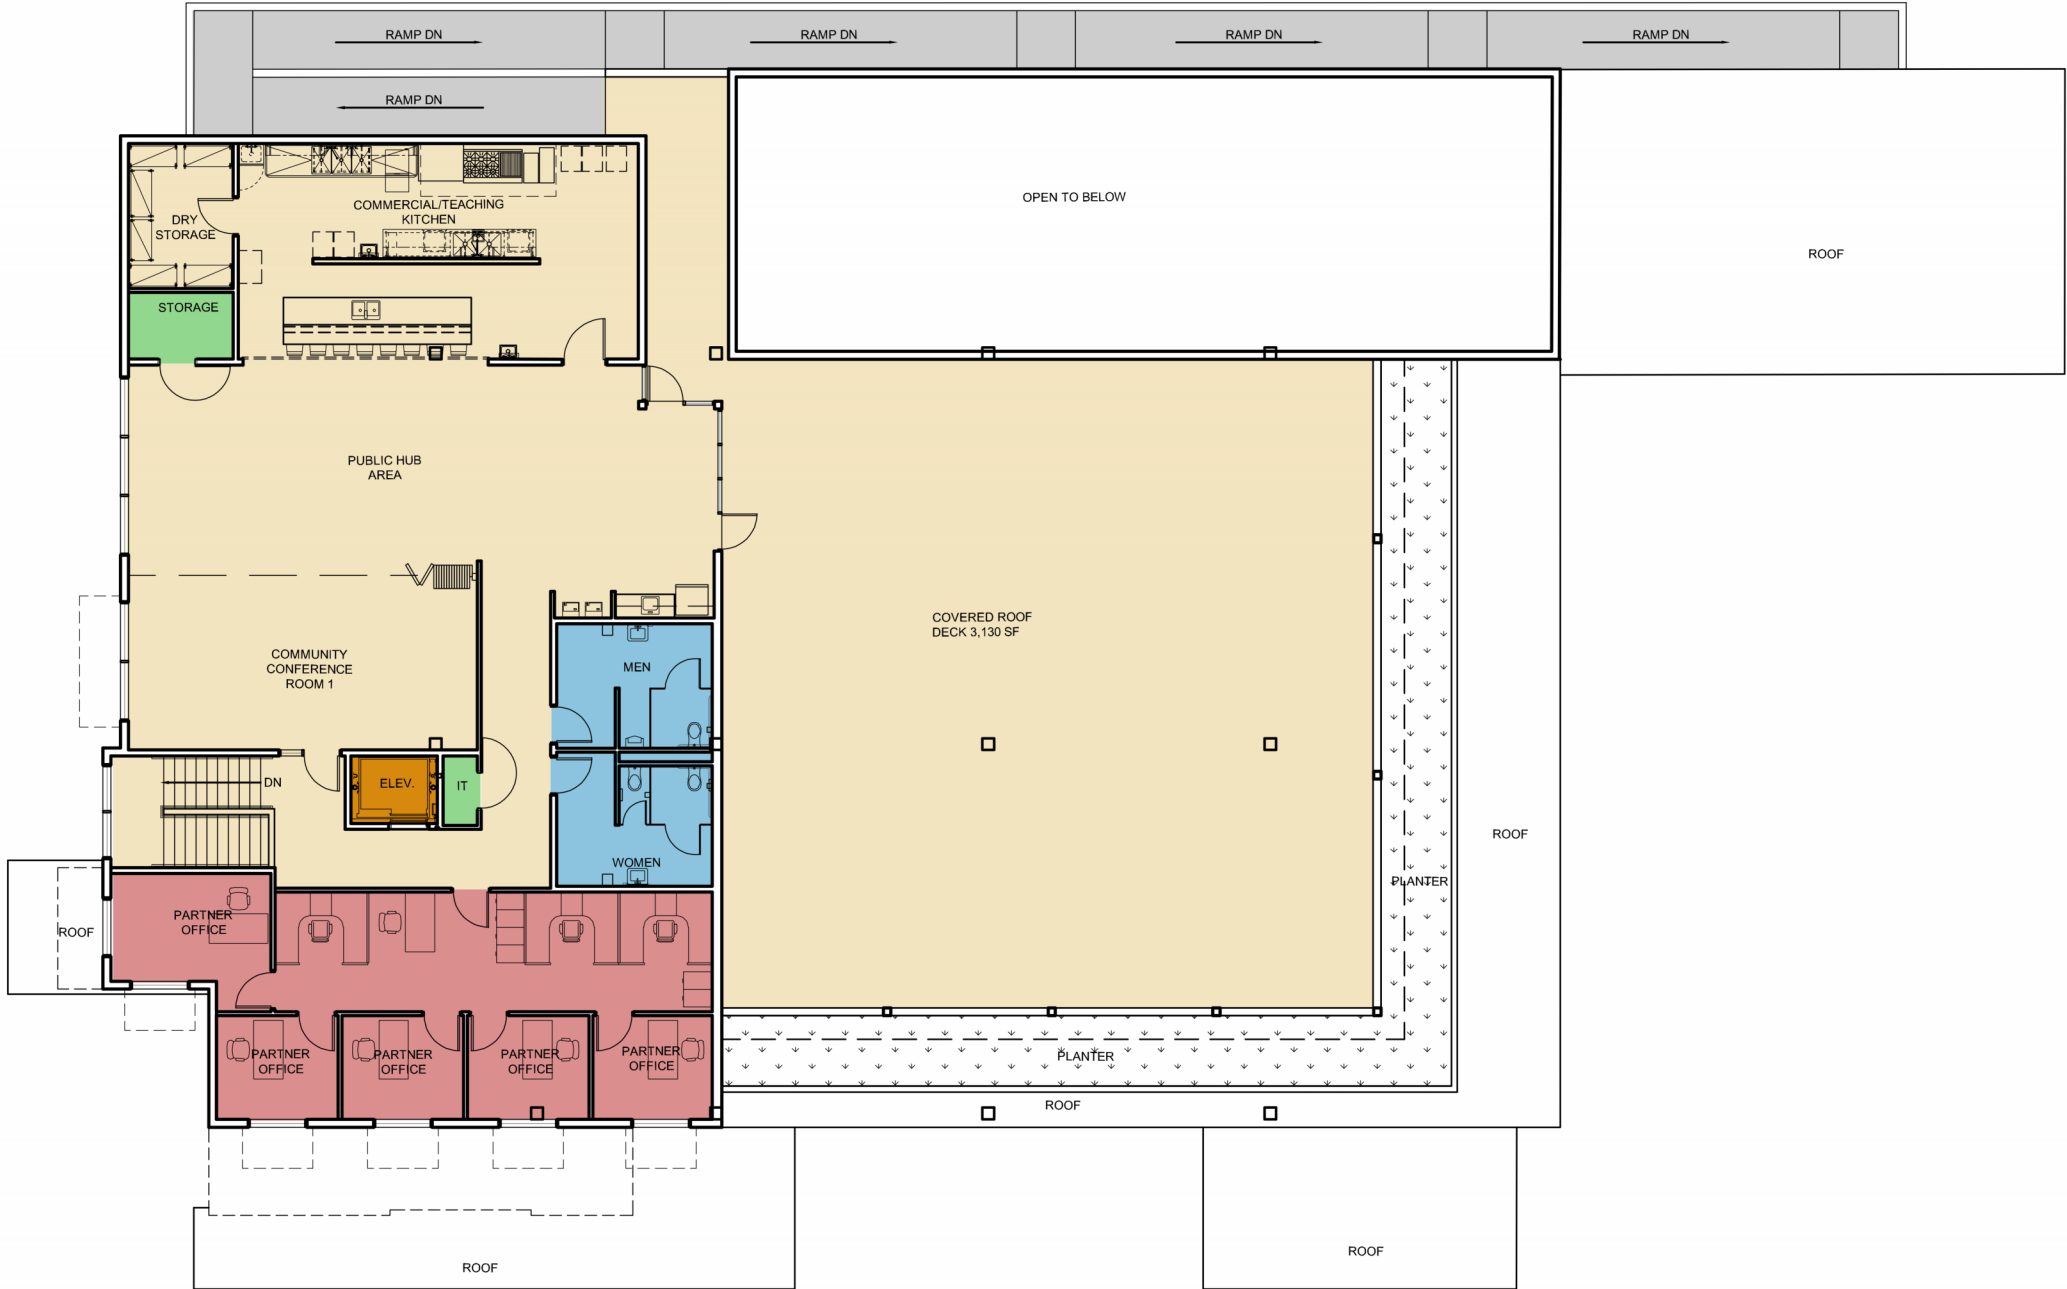 RAMP DN
RAMP DN
RAMP DN
RAMP DN
RAMP DN
OPEN TO BELOW
ROOF
COMMERCIAL/TEACHING
KITCHEN
DRY
STORAGE
STORAGE
PUBLIC HUB
AREA
COVERED ROOF
DECK 3,130 SF
COMMUNITY
CONFERENCE
ROOM 1
MEN
DN
ELEV.
IT
WOMEN
ROOF
PLANTER
PARTNER
OFFICE
ROOF
PARTNER
OFFICE
PARTNER
OFFICE
PARTNER
OFFICE
PARTNER
OFFICE
PLANTER
ROOF
ROOF
ROOF